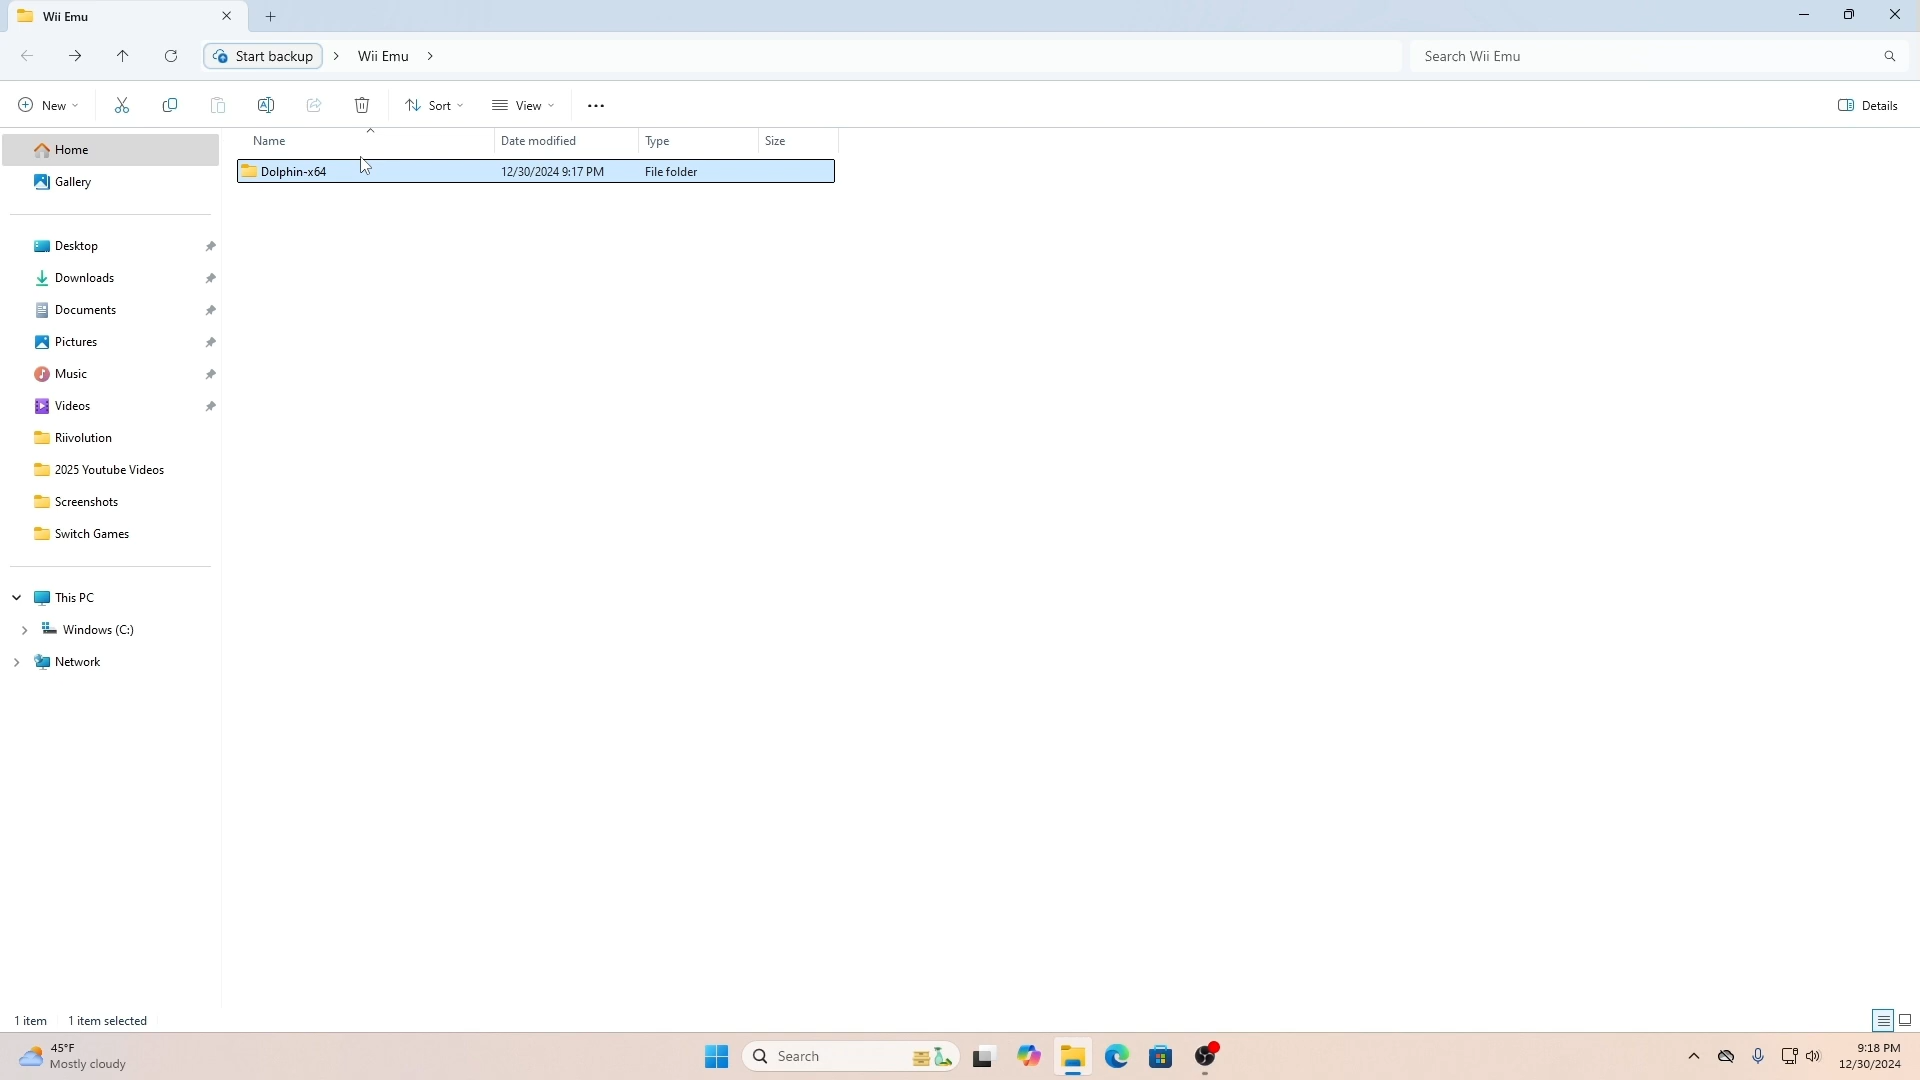 Wii Emu
Start backup
Wii Emu
Search Wii Emu
New
Sort
View
Details
Name
Date modified
Type
Size
Dolphin-x64
12/30/2024 9:17 PM
File folder
Home
Gallery
Desktop
Downloads
Documents
Pictures
Music
Videos
Riivolution
2025 Youtube Videos
Screenshots
Switch Games
This PC
Windows (C:)
Network
1 item
1 item selected
45°F
Mostly cloudy
Search
9:18 PM
12/30/2024